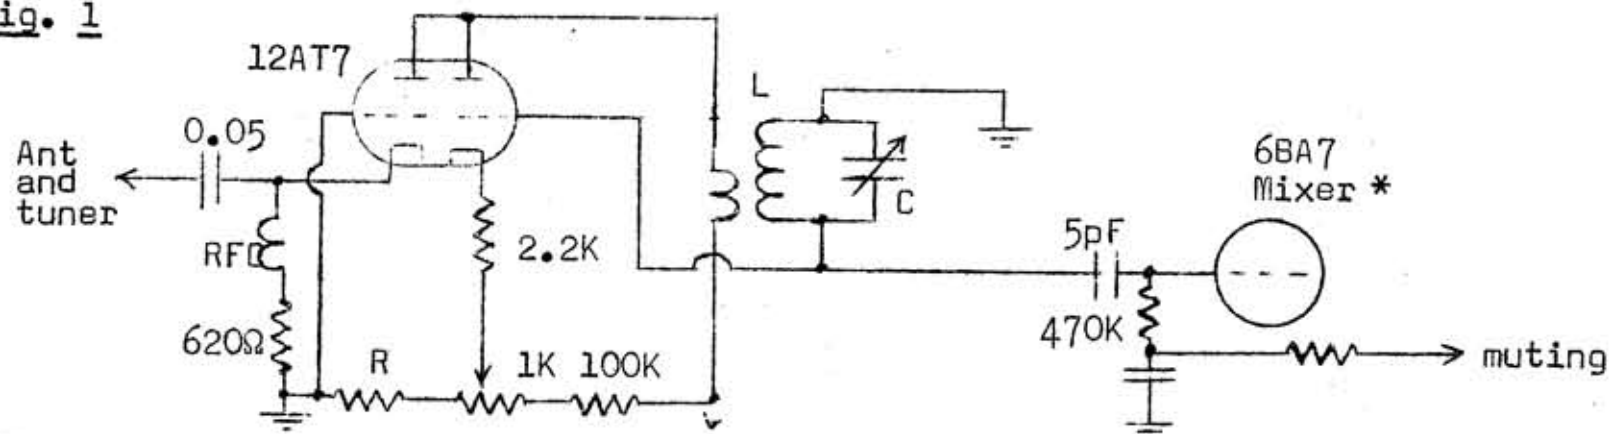 ig. 1
12AT7
0.05
Ant
and
tuner
RFC
620Ω
R
2.2K
1K 100K
L
C
5pF
470K
6BA7
Mixer *
muting